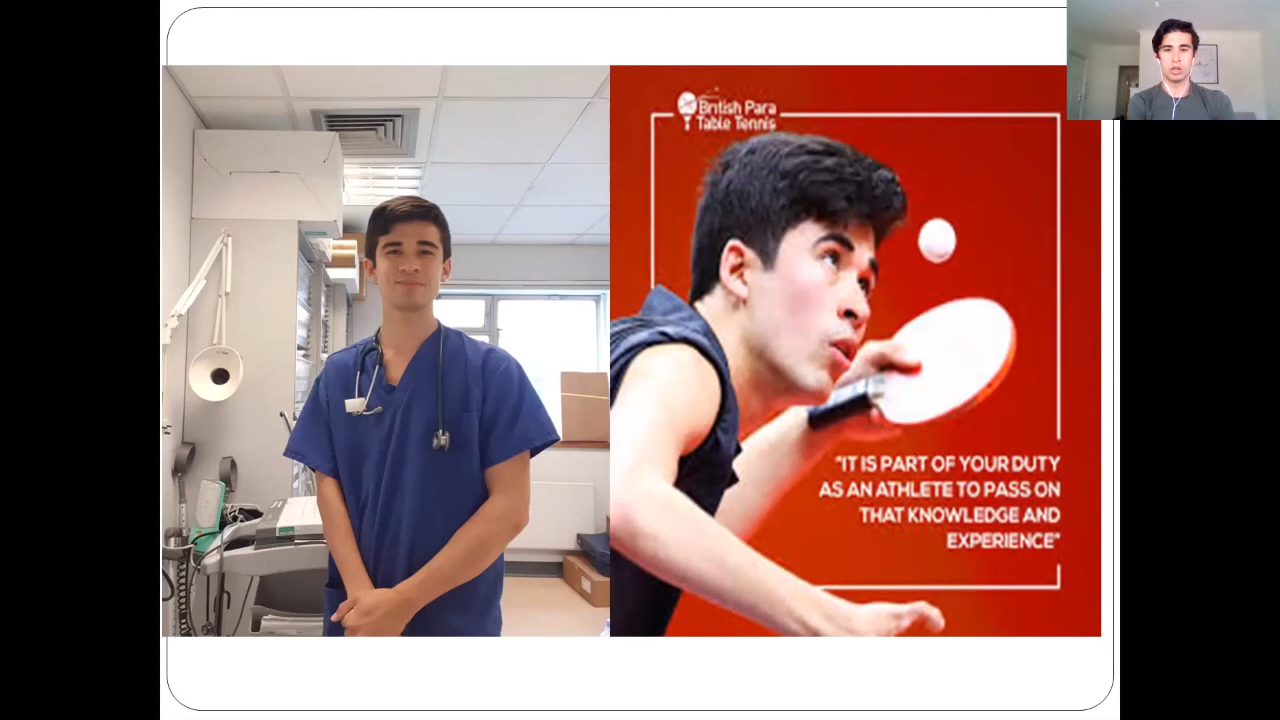 British Para
Table Tennis
"IT IS PART OF YOUR DUTY
AS AN ATHLETE TO PASS ON
THAT KNOWLEDGE AND
EXPERIENCE"